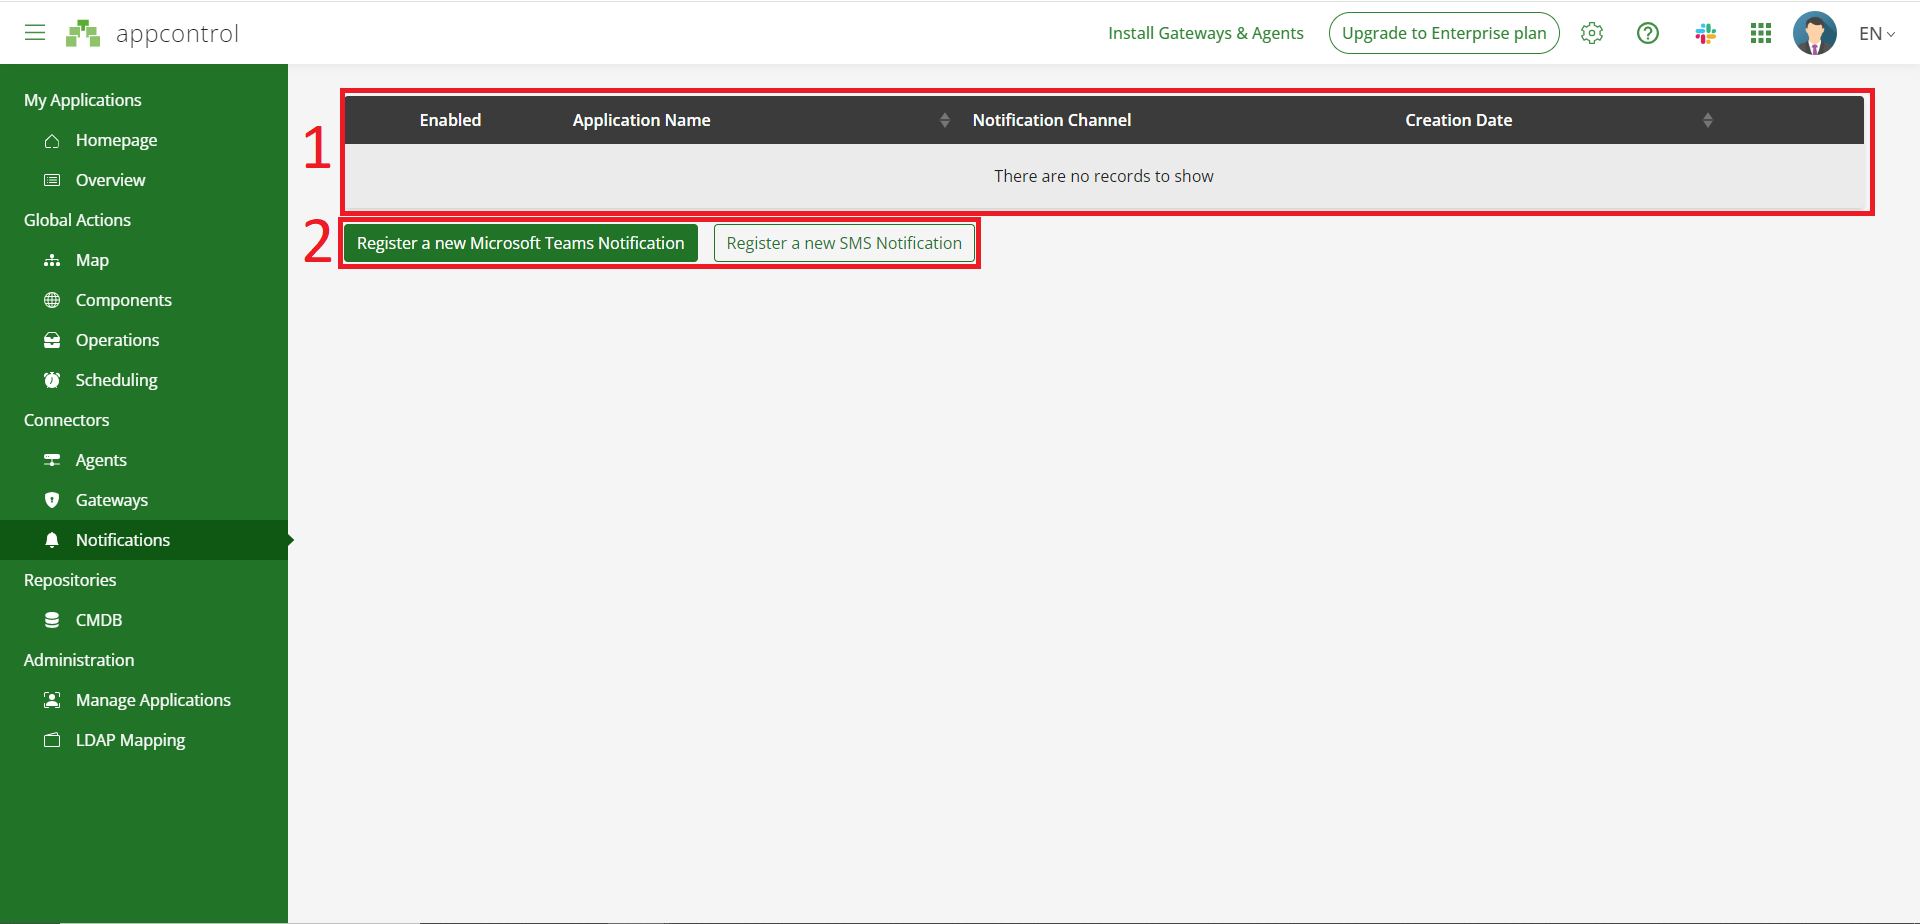 appcontrol
Install Gateways & Agents
Upgrade to Enterprise plan
EN
My Applications
Homepage
Overview
Global Actions
Map
Components
Operations
Scheduling
Connectors
Agents
Gateways
Notifications
Repositories
CMDB
Administration
Manage Applications
LDAP Mapping
1
Enabled Application Name Notification Channel Creation Date
There are no records to show
2
Register a new Microsoft Teams Notification Register a new SMS Notification